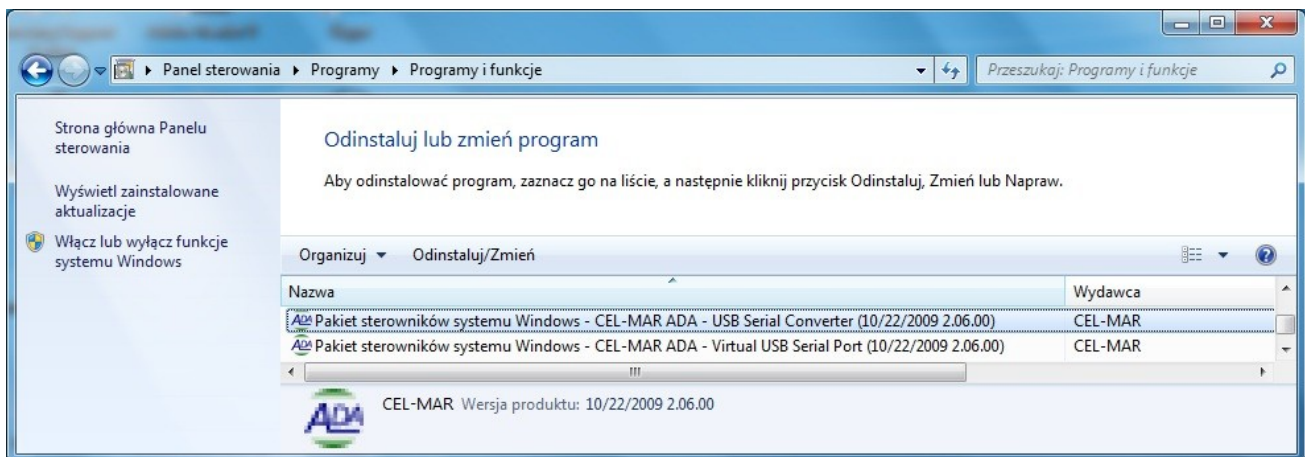 Panel sterowania ▸ Programy ▸ Programy i funkcje
Przeszukaj: Programy i funkcje
Strona główna Panelu
sterowania
Wyświetl zainstalowane
aktualizacje
Włącz lub wyłącz funkcje
systemu Windows
Odinstaluj lub zmień program
Aby odinstalować program, zaznacz go na liście, a następnie kliknij przycisk Odinstaluj, Zmień lub Napraw.
Organizuj Odinstaluj/Zmień
Nazwa Wydawca
ADA Pakiet sterowników systemu Windows - CEL-MAR ADA - USB Serial Converter (10/22/2009 2.06.00) CEL-MAR
ADA Pakiet sterowników systemu Windows - CEL-MAR ADA - Virtual USB Serial Port (10/22/2009 2.06.00) CEL-MAR
ADA CEL-MAR Wersja produktu: 10/22/2009 2.06.00